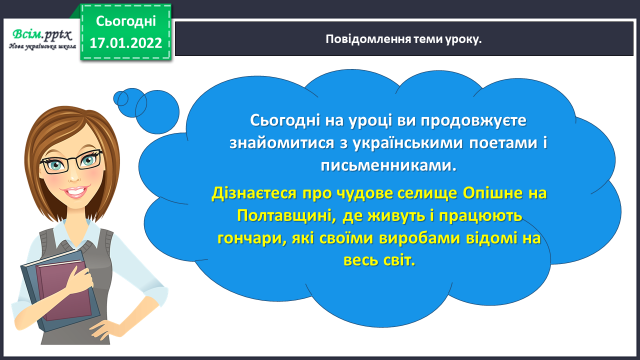 Всім.pptx
Нова українська школа
Сьогодні
17.01.2022
Повідомлення теми уроку.
Сьогодні на уроці ви продовжуєте
знайомитися з українськими поетами і
письменниками.
Дізнаєтеся про чудове селище Опішне на
Полтавщині, де живуть і працюють
гончари, які своїми виробами відомі на
весь світ.